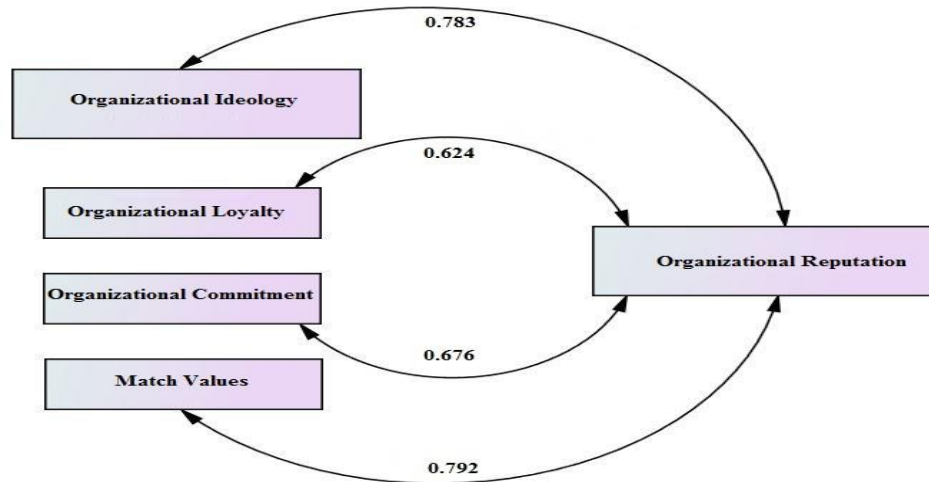 0.783
Organizational Ideology
0.624
Organizational Loyalty
Organizational Reputation
Organizational Commitment
0.676
Match Values
0.792